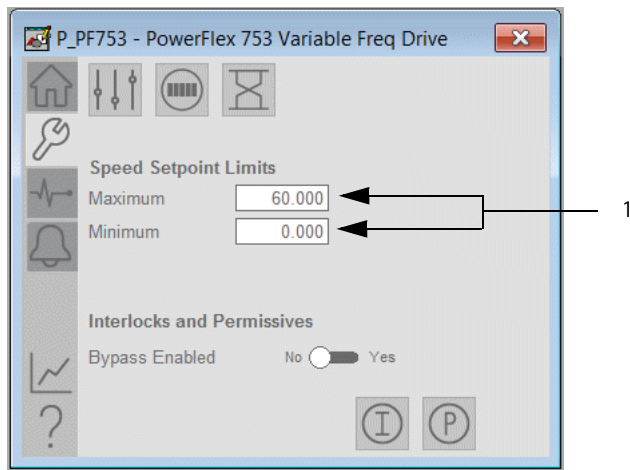 P_PF753 - PowerFlex 753 Variable Freq Drive
Speed Setpoint Limits
Maximum 60.000
Minimum 0.000
1
Interlocks and Permissives
Bypass Enabled No Yes
I P
?